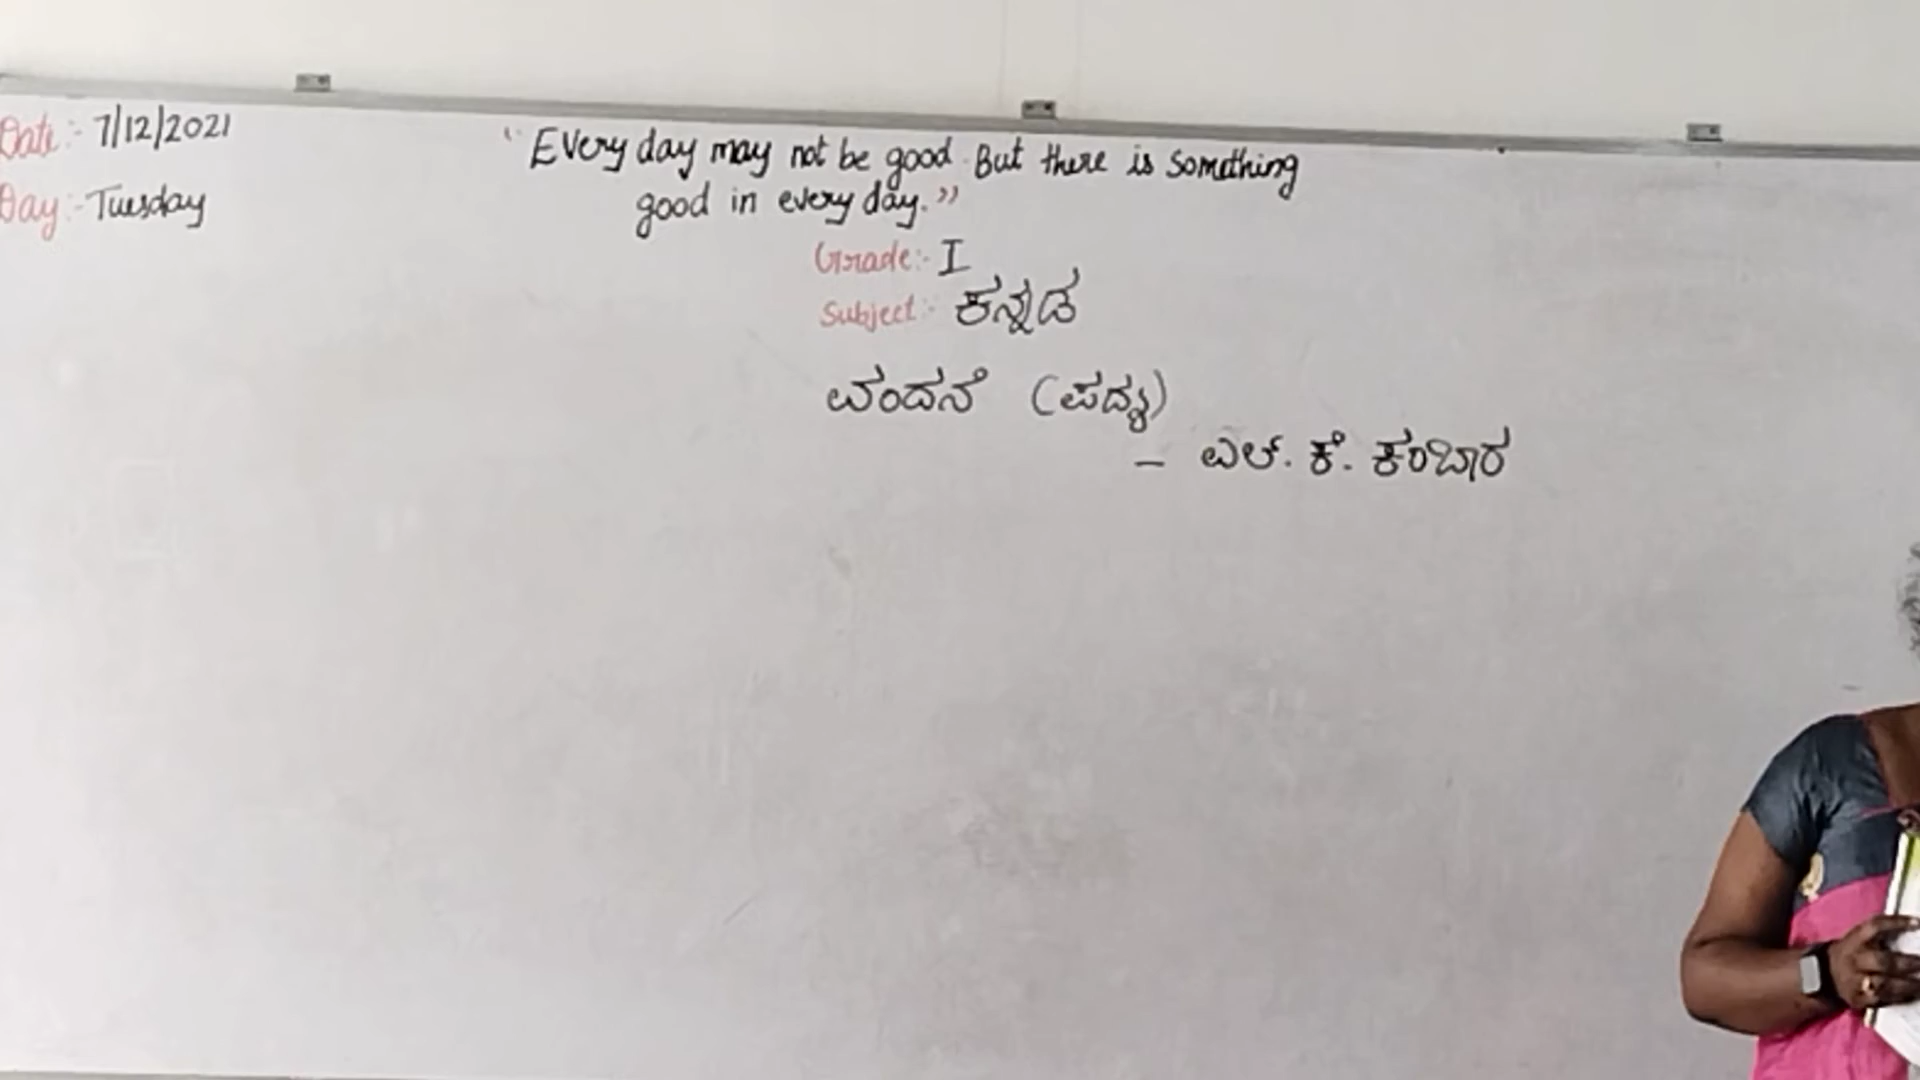 Date:- 7/12/2021
Day:- Tuesday
"Every day may not be good. But there is something
good in every day."
Grade:- I
Subject:- ಕನ್ನಡ
ವಂದನೆ (ಪದ್ಯ)
- ಎಲ್. ಕೆ. ಕಂಬಾರ